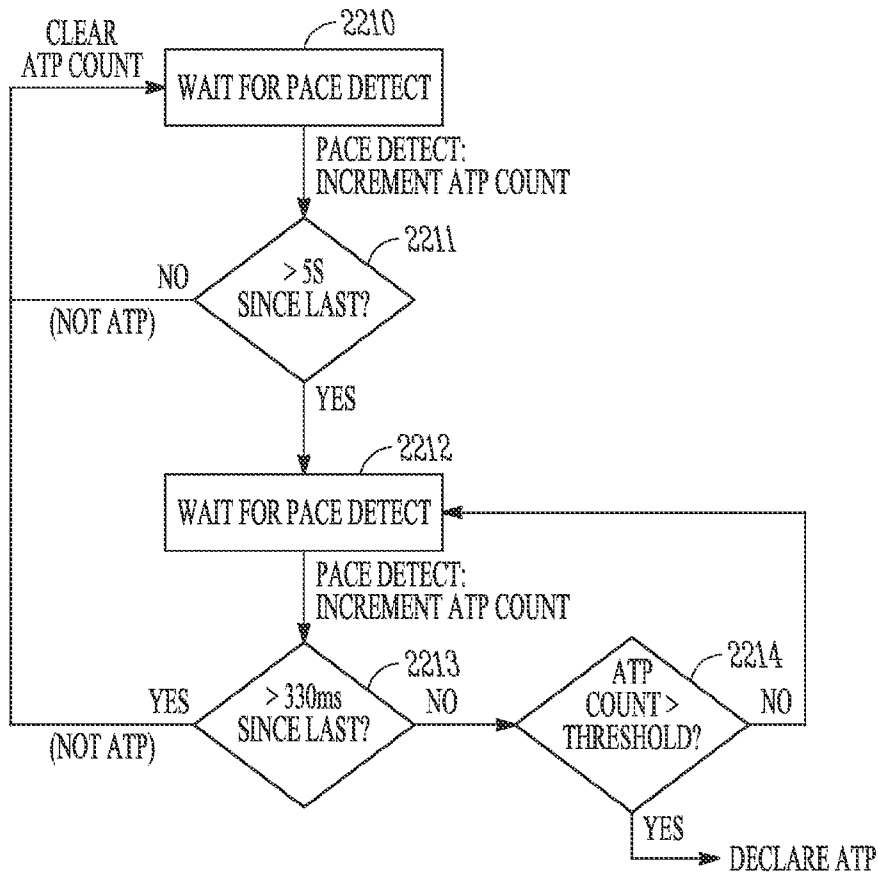 2210
CLEAR
ATP COUNT
WAIT FOR PACE DETECT
PACE DETECT:
INCREMENT ATP COUNT
2211
> 5S
SINCE LAST?
NO
(NOT ATP)
YES
2212
WAIT FOR PACE DETECT
PACE DETECT:
INCREMENT ATP COUNT
2213
> 330ms
SINCE LAST?
YES
(NOT ATP)
NO
2214
ATP
COUNT >
THRESHOLD?
NO
YES
DECLARE ATP